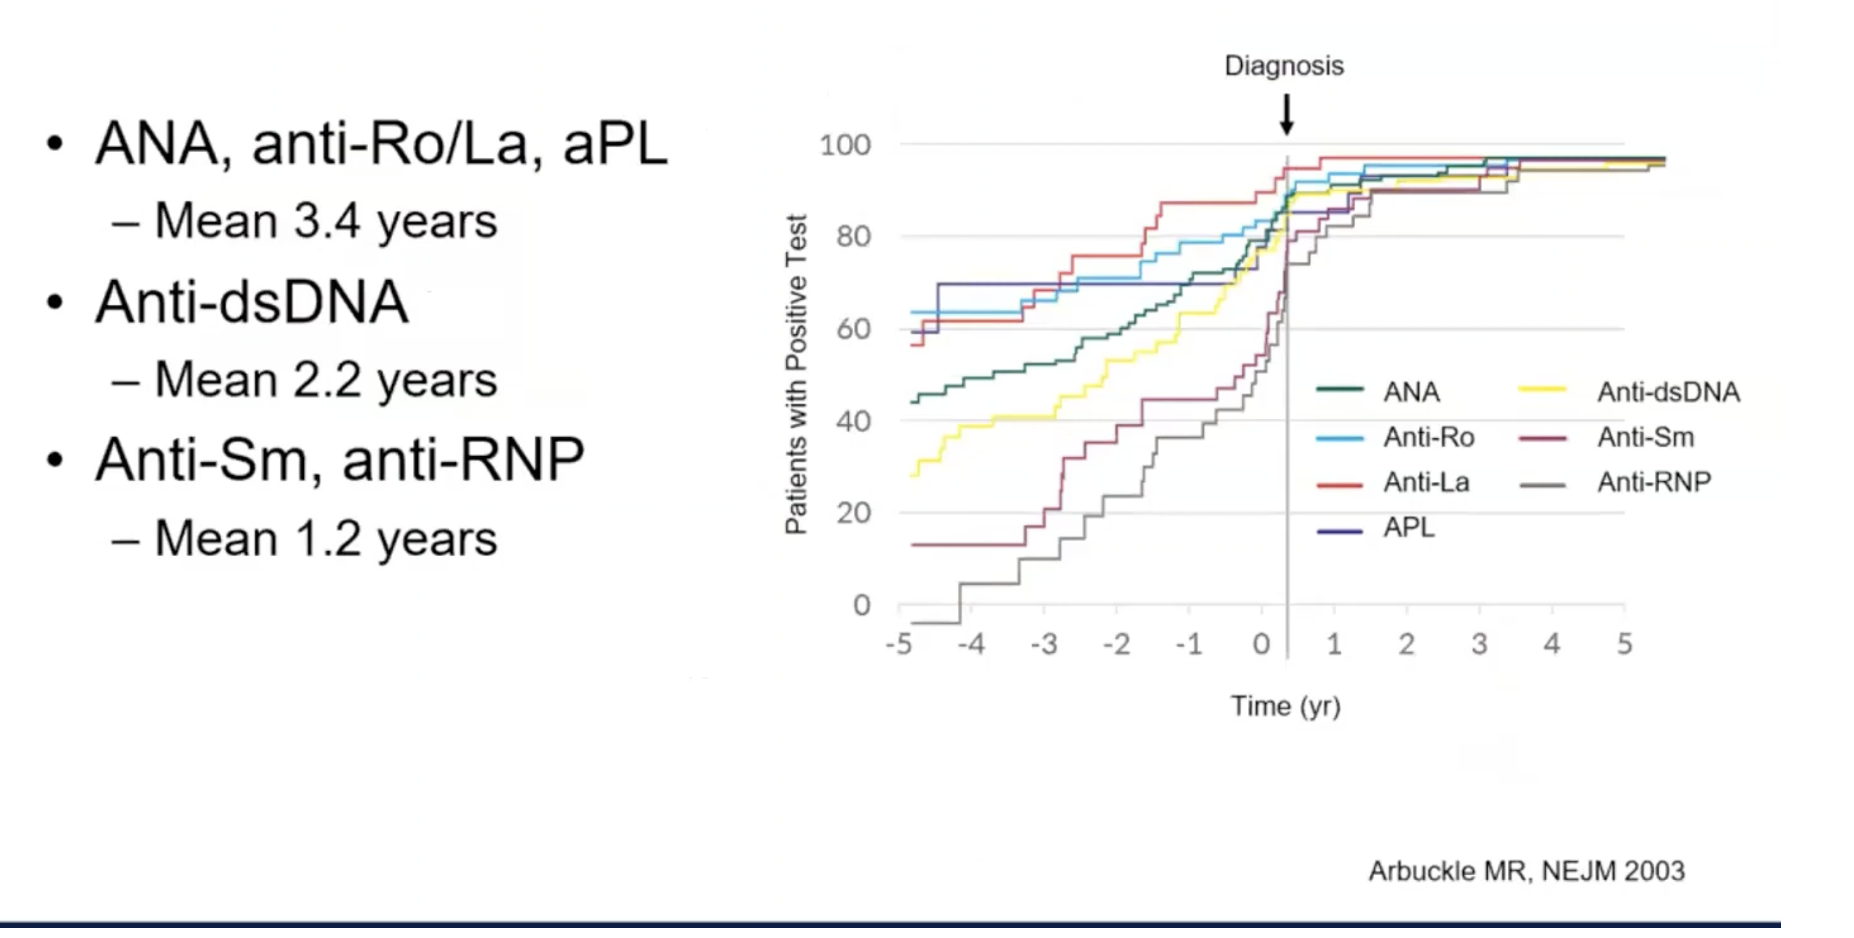 • ANA, anti-Ro/La, aPL
– Mean 3.4 years
• Anti-dsDNA
– Mean 2.2 years
• Anti-Sm, anti-RNP
– Mean 1.2 years
Diagnosis
Patients with Positive Test
100
80
60
40
20
0
-5 -4 -3 -2 -1 0 1 2 3 4 5
Time (yr)
ANA Anti-dsDNA
Anti-Ro Anti-Sm
Anti-La Anti-RNP
APL
Arbuckle MR, NEJM 2003